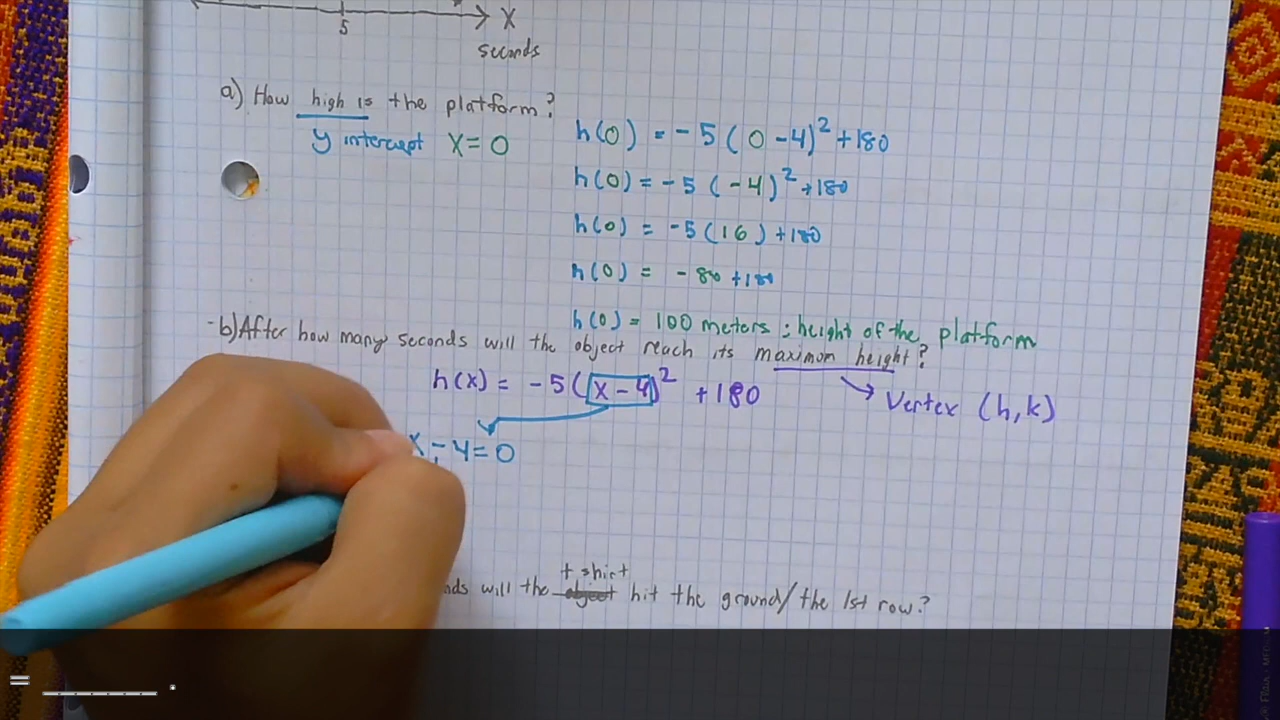 5
x
seconds
a) How high is the platform?
y intercept x = 0
h(0) = -5(0-4)² +180
h(0) = -5(-4)² +180
h(0) = -5(16) +180
h(0) = -80 +180
h(0) = 100 meters : height of the platform
b) After how many seconds will the object reach its maximum height?
h(x) = -5(x-4)² +180
Vertex (h,k)
x-4=0
t shirt
will the object hit the ground/the 1st row?
= ______ .